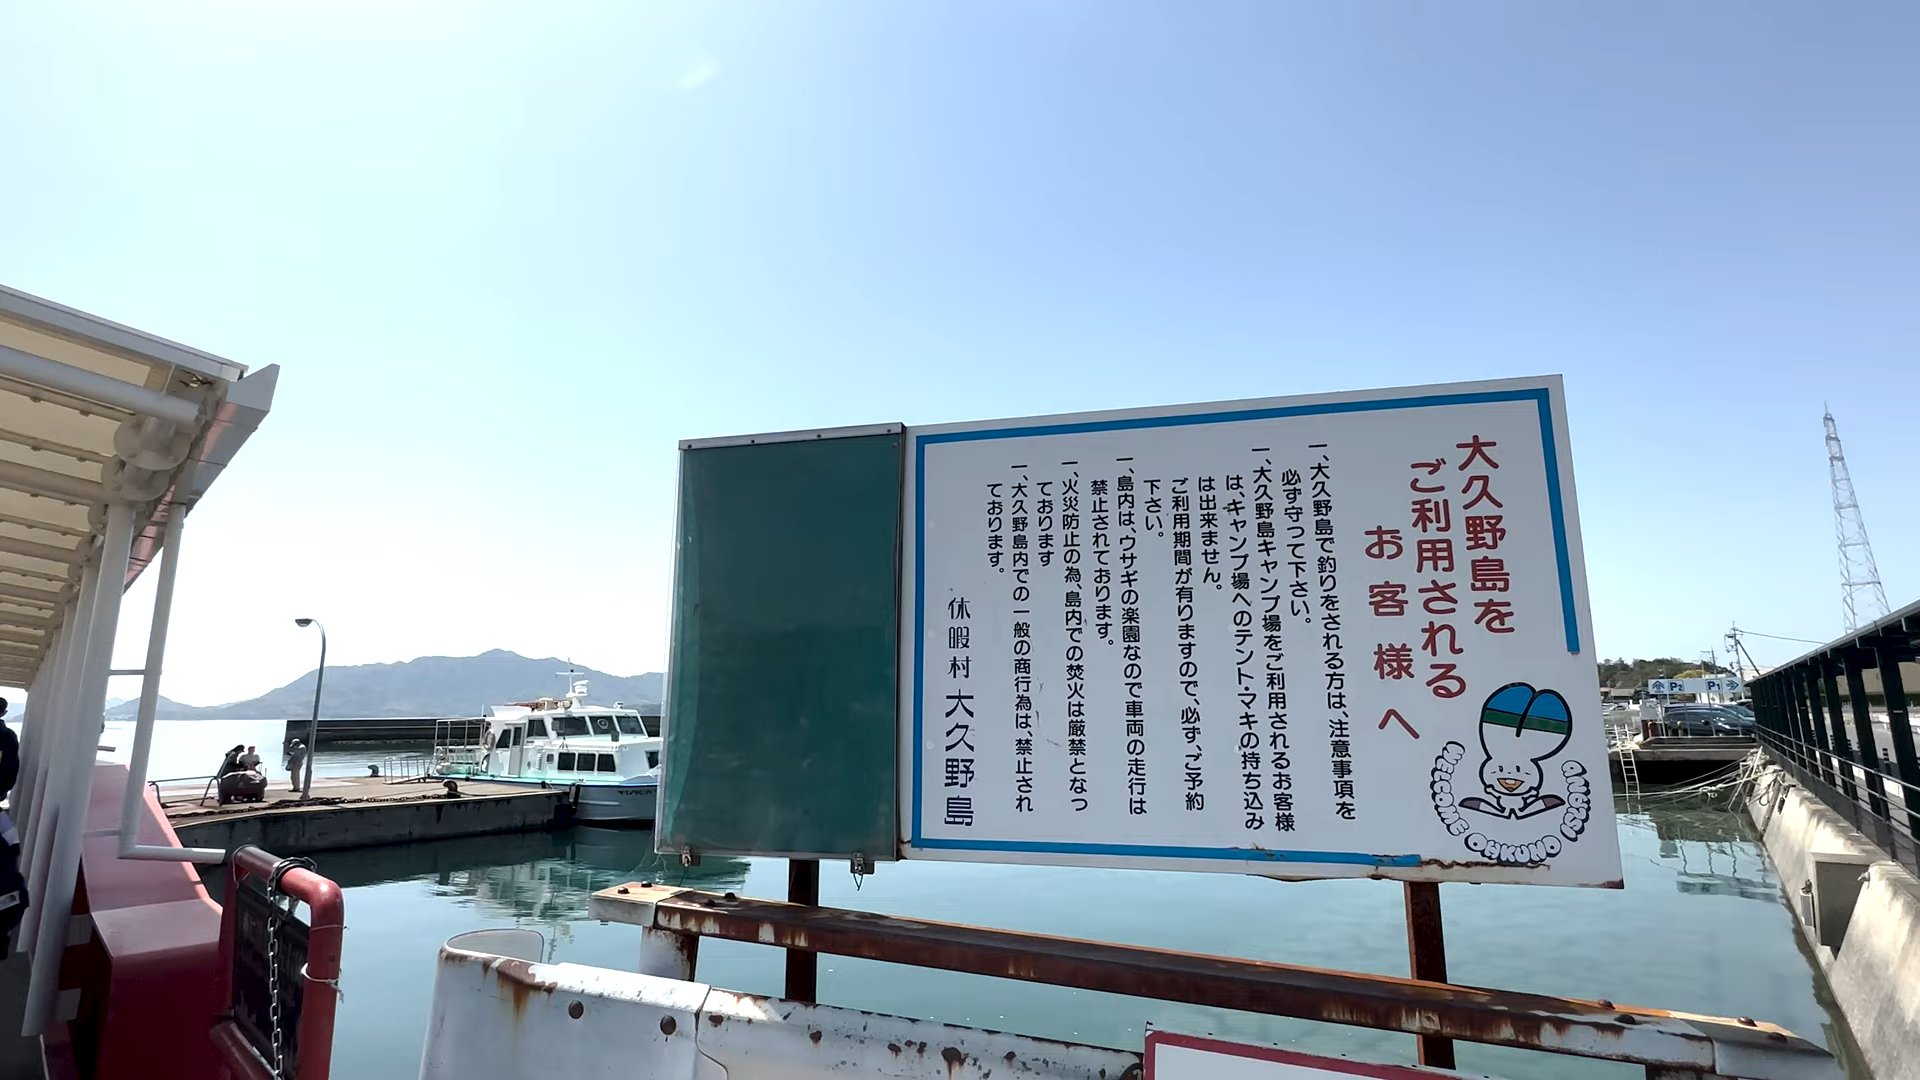 大久野島を
ご利用される
お客様へ
一、大久野島で釣りをされる方は、注意事項を
必ず守って下さい。
一、大久野島キャンプ場をご利用されるお客様
は、キャンプ場へのテント・マキの持ち込み
は出来ません。
ご利用期間が有りますので、必ず、ご予約
下さい。
一、島内は、ウサギの楽園なので車両の走行は
禁止されております。
一、火災防止の為、島内での焚火は厳禁となっ
ております
一、大久野島内での一般の商行為は、禁止され
ております。
休暇村 大久野島
WELCOME OHKUNO
P2
P1